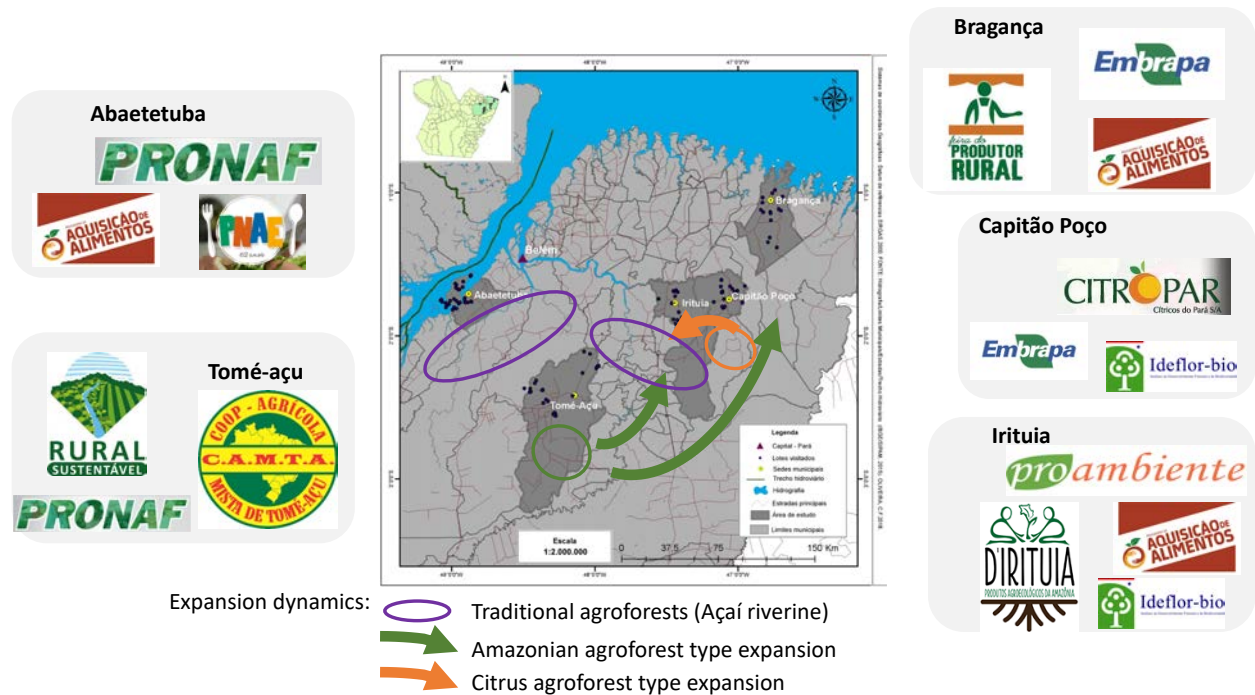 Abaetetuba
PRONAF
AQUISIÇÃO DE
ALIMENTOS
PNAE
Tomé-açu
RURAL
SUSTENTÁVEL
PRONAF
COOP - AGRÍCOLA
C.A.M.T.A.
MISTA DE TOMÉ-AÇU
Bragança
Belém
Abaetetuba
Irituia
Capitão Poço
Tomé-Açu
Legenda
Capital - Pará
Lotes visitados
Sedes municipais
Trecho hidroviário
Hidrografia
Estradas principais
Área de estudo
Limites municipais
Escala
1:2.000.000
0 37,5 75 150 Km
Bragança
Embrapa
feira do
PRODUTOR
RURAL
AQUISIÇÃO DE
ALIMENTOS
Capitão Poço
CITROPAR
Cítricos do Pará S/A
Embrapa
Ideflor-bio
Irituia
proambiente
D'IRITUIA
PRODUTOS AGROECOLÓGICOS DA AMAZÔNIA
AQUISIÇÃO DE
ALIMENTOS
Ideflor-bio
Expansion dynamics:
Traditional agroforests (Açaí riverine)
Amazonian agroforest type expansion
Citrus agroforest type expansion